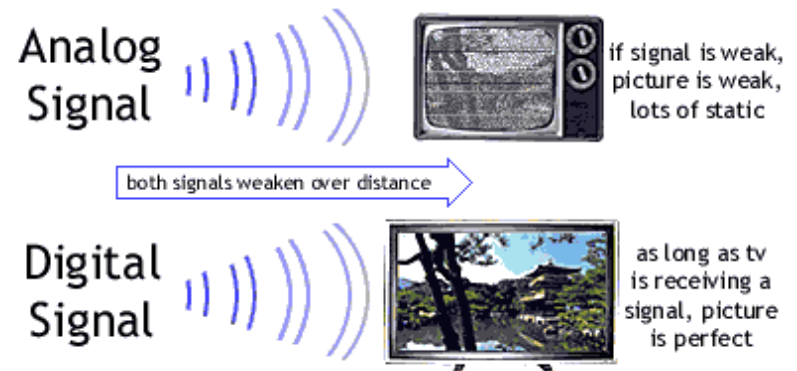 Analog
Signal
if signal is weak,
picture is weak,
lots of static
both signals weaken over distance
Digital
Signal
as long as tv
is receiving a
signal, picture
is perfect